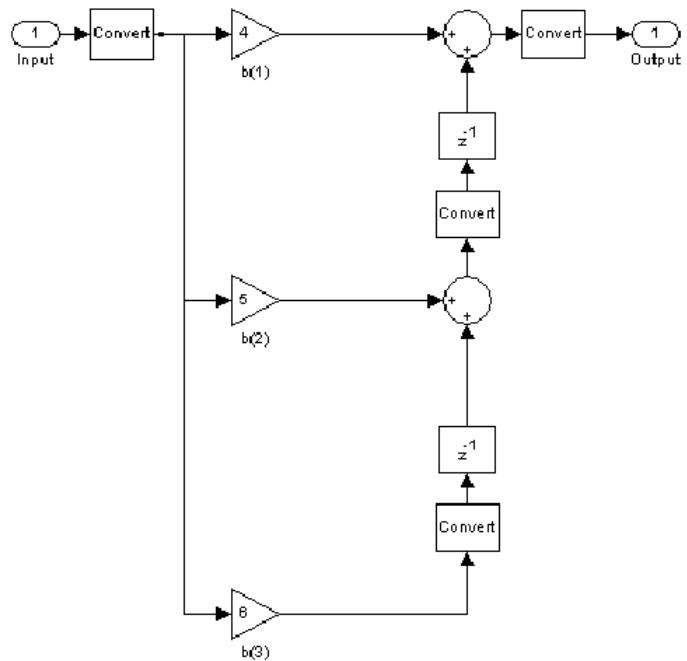 1
Input
Convert
4
b(1)
+
+
Convert
1
Output
z-1
Convert
5
b(2)
+
+
z-1
Convert
6
b(3)